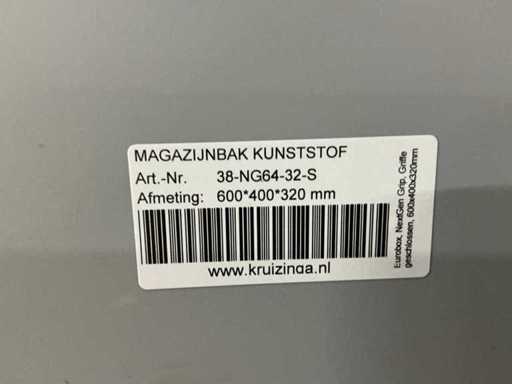 MAGAZIJNBAK KUNSTSTOF
Art.-Nr. 38-NG64-32-S
Afmeting: 600*400*320 mm
www.kruizinga.nl
Eurobox, NextGen Grip, Griffe
geschlossen, 600x400x320mm